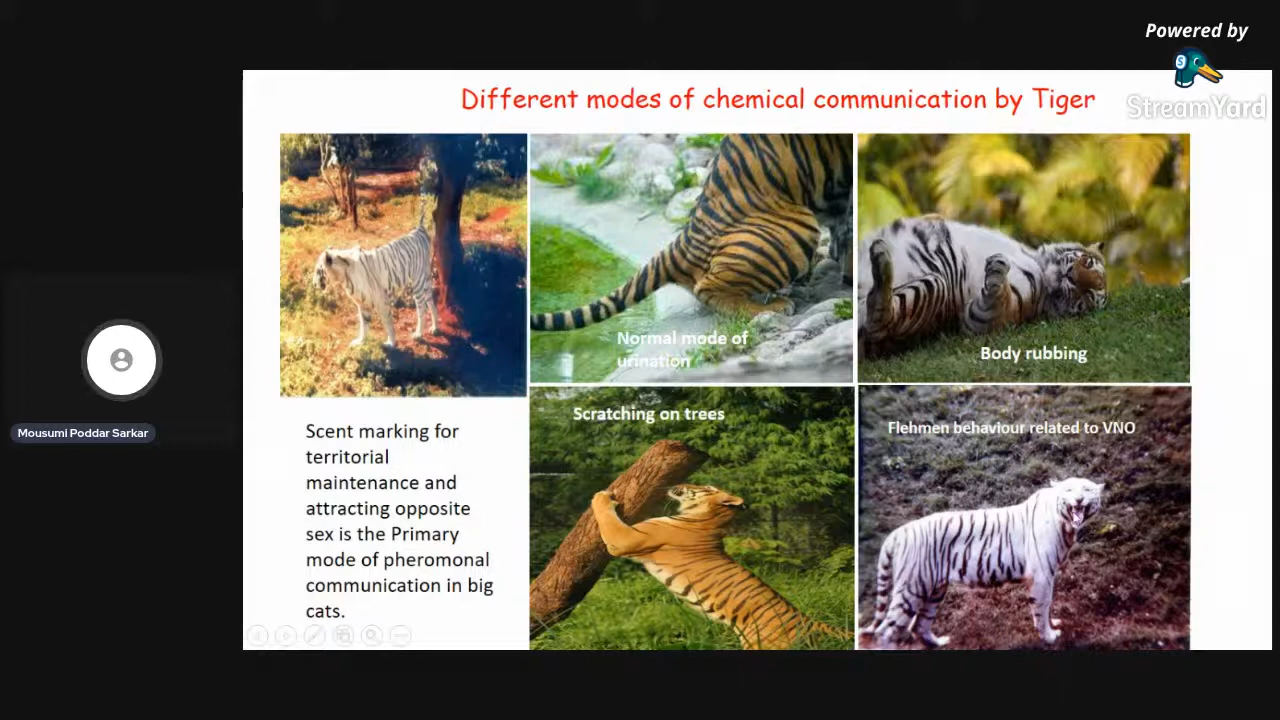 Powered by
StreamYard
Different modes of chemical communication by Tiger
Normal mode of
urination
Body rubbing
Scratching on trees
Flehmen behaviour related to VNO
Scent marking for
territorial
maintenance and
attracting opposite
sex is the Primary
mode of pheromonal
communication in big
cats.
Mousumi Poddar Sarkar